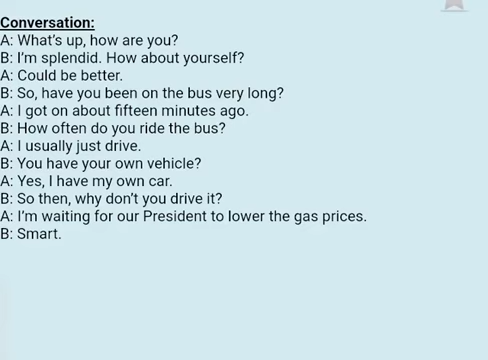 Conversation:
A: What's up, how are you?
B: I'm splendid. How about yourself?
A: Could be better.
B: So, have you been on the bus very long?
A: I got on about fifteen minutes ago.
B: How often do you ride the bus?
A: I usually just drive.
B: You have your own vehicle?
A: Yes, I have my own car.
B: So then, why don't you drive it?
A: I'm waiting for our President to lower the gas prices.
B: Smart.